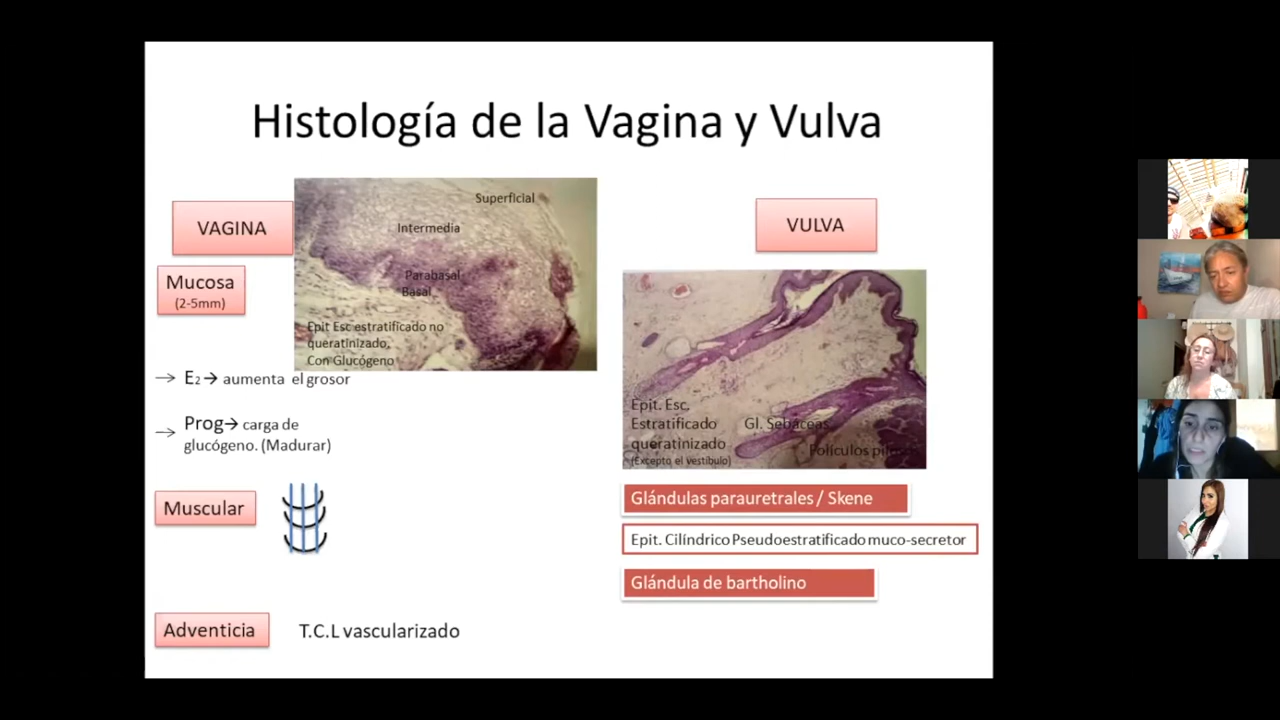 Histología de la Vagina y Vulva
VAGINA
Mucosa
(2-5mm)
Superficial
Intermedia
Parabasal
Basal
Epit Esc estratificado no
queratinizado,
Con Glucógeno
→ E2→ aumenta el grosor
→ Prog→ carga de
glucógeno. (Madurar)
Muscular
Adventicia
T.C.L vascularizado
VULVA
Epit. Esc.
Estratificado
queratinizado
(Excepto el vestíbulo)
Gl. Sebáceas
Folículos
Glándulas parauretrales / Skene
Epit. Cilíndrico Pseudoestratificado muco-secretor
Glándula de bartholino